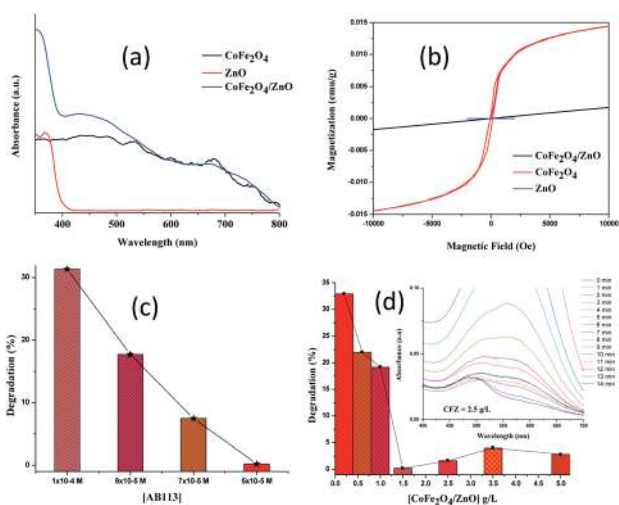 (a)
CoFe2O4
ZnO
CoFe2O4/ZnO
Absorbance (a.u.)
400
500
600
700
800
Wavelength (nm)
(b)
0.015
0.010
0.005
0.000
-0.005
-0.010
-0.015
Magnetization (emu/g)
CoFe2O4/ZnO
CoFe2O4
ZnO
-10000
-5000
0
5000
10000
Magnetic Field (Oe)
(c)
30
20
10
0
Degradation (%)
1x10-4 M
9x10-5 M
7x10-5 M
5x10-5 M
[AB113]
(d)
35
30
25
20
15
10
5
0
Degradation (%)
0.0
0.5
1.0
1.5
2.0
2.5
3.0
3.5
4.0
4.5
5.0
[CoFe2O4/ZnO] g/L
Absorbance (a.u)
CFZ = 2.5 g/L
400
500
600
700
Wavelength (nm)
0 min
1 min
2 min
3 min
4 min
5 min
6 min
7 min
8 min
9 min
10 min
11 min
12 min
13 min
14 min